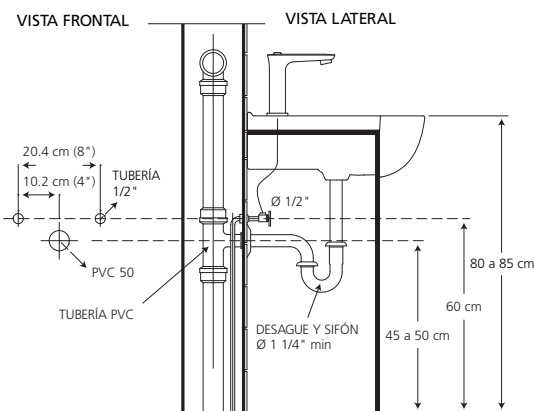 VISTA FRONTAL
VISTA LATERAL
20.4 cm (8")
10.2 cm (4")
TUBERÍA
1/2"
Ø 1/2"
PVC 50
TUBERÍA PVC
DESAGUE Y SIFÓN
Ø 1 1/4" min
80 a 85 cm
60 cm
45 a 50 cm